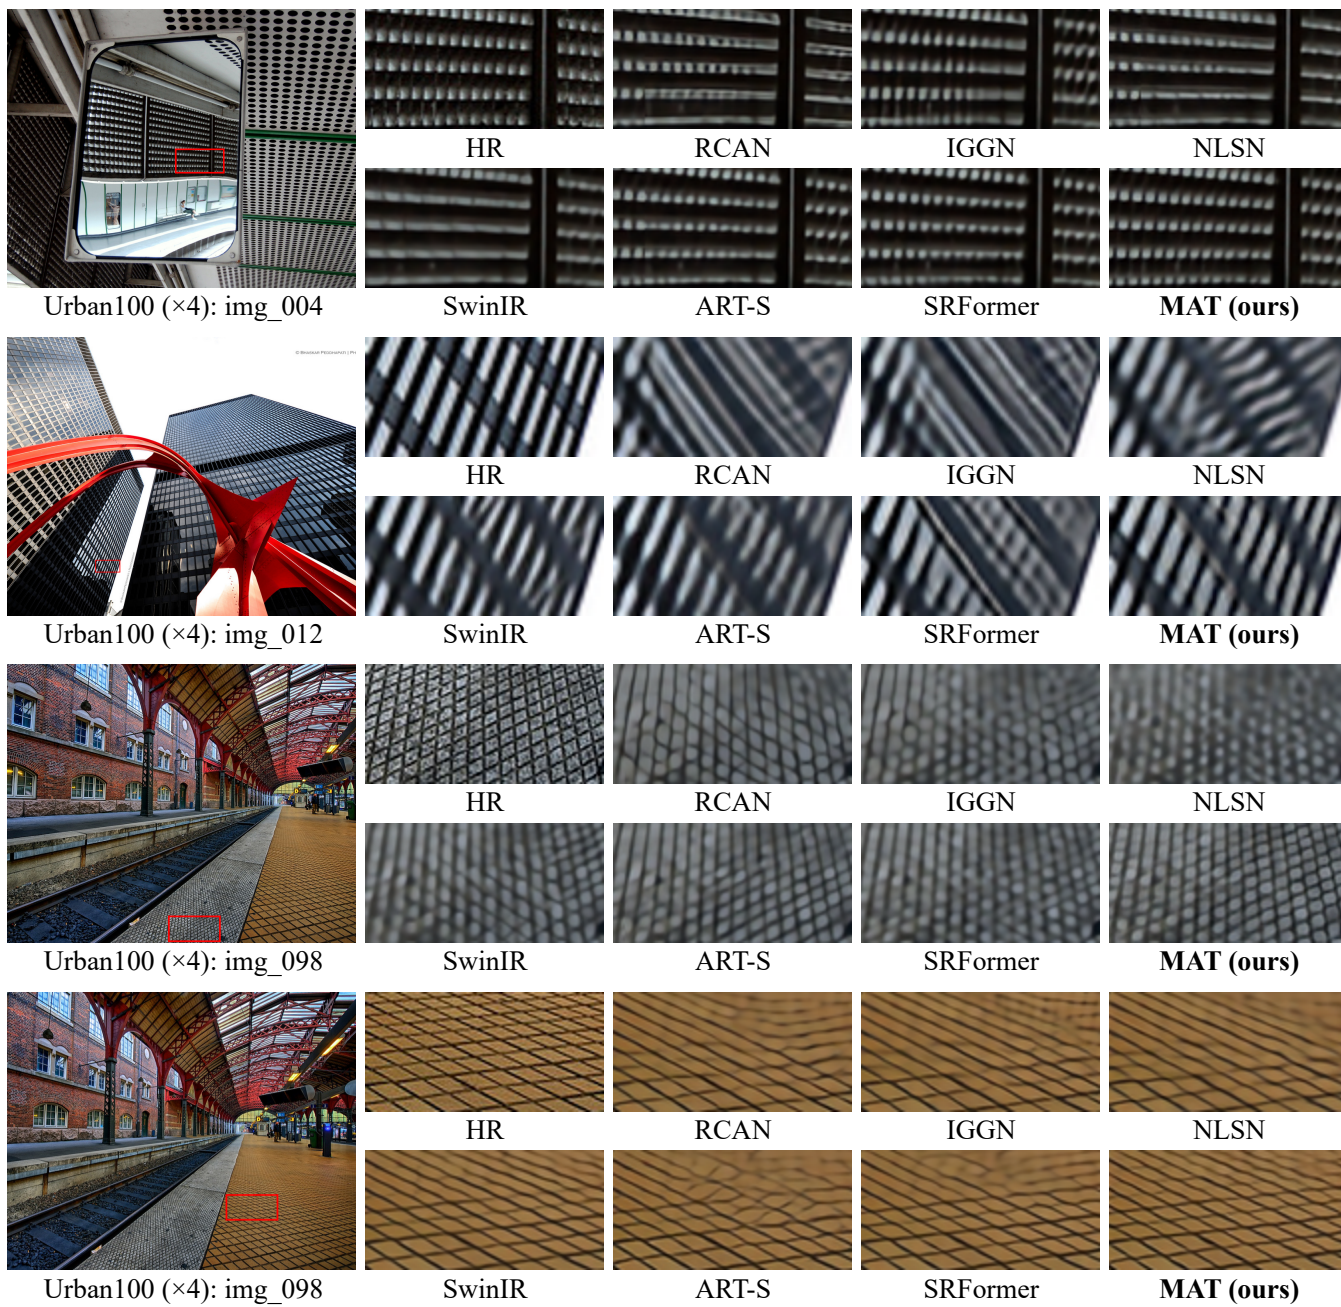 HR RCAN IGGN NLSN
SwinIR ART-S SRFormer MAT (ours)
Urban100 (×4): img_004
HR RCAN IGGN NLSN
SwinIR ART-S SRFormer MAT (ours)
Urban100 (×4): img_012
HR RCAN IGGN NLSN
SwinIR ART-S SRFormer MAT (ours)
Urban100 (×4): img_098
HR RCAN IGGN NLSN
SwinIR ART-S SRFormer MAT (ours)
Urban100 (×4): img_098